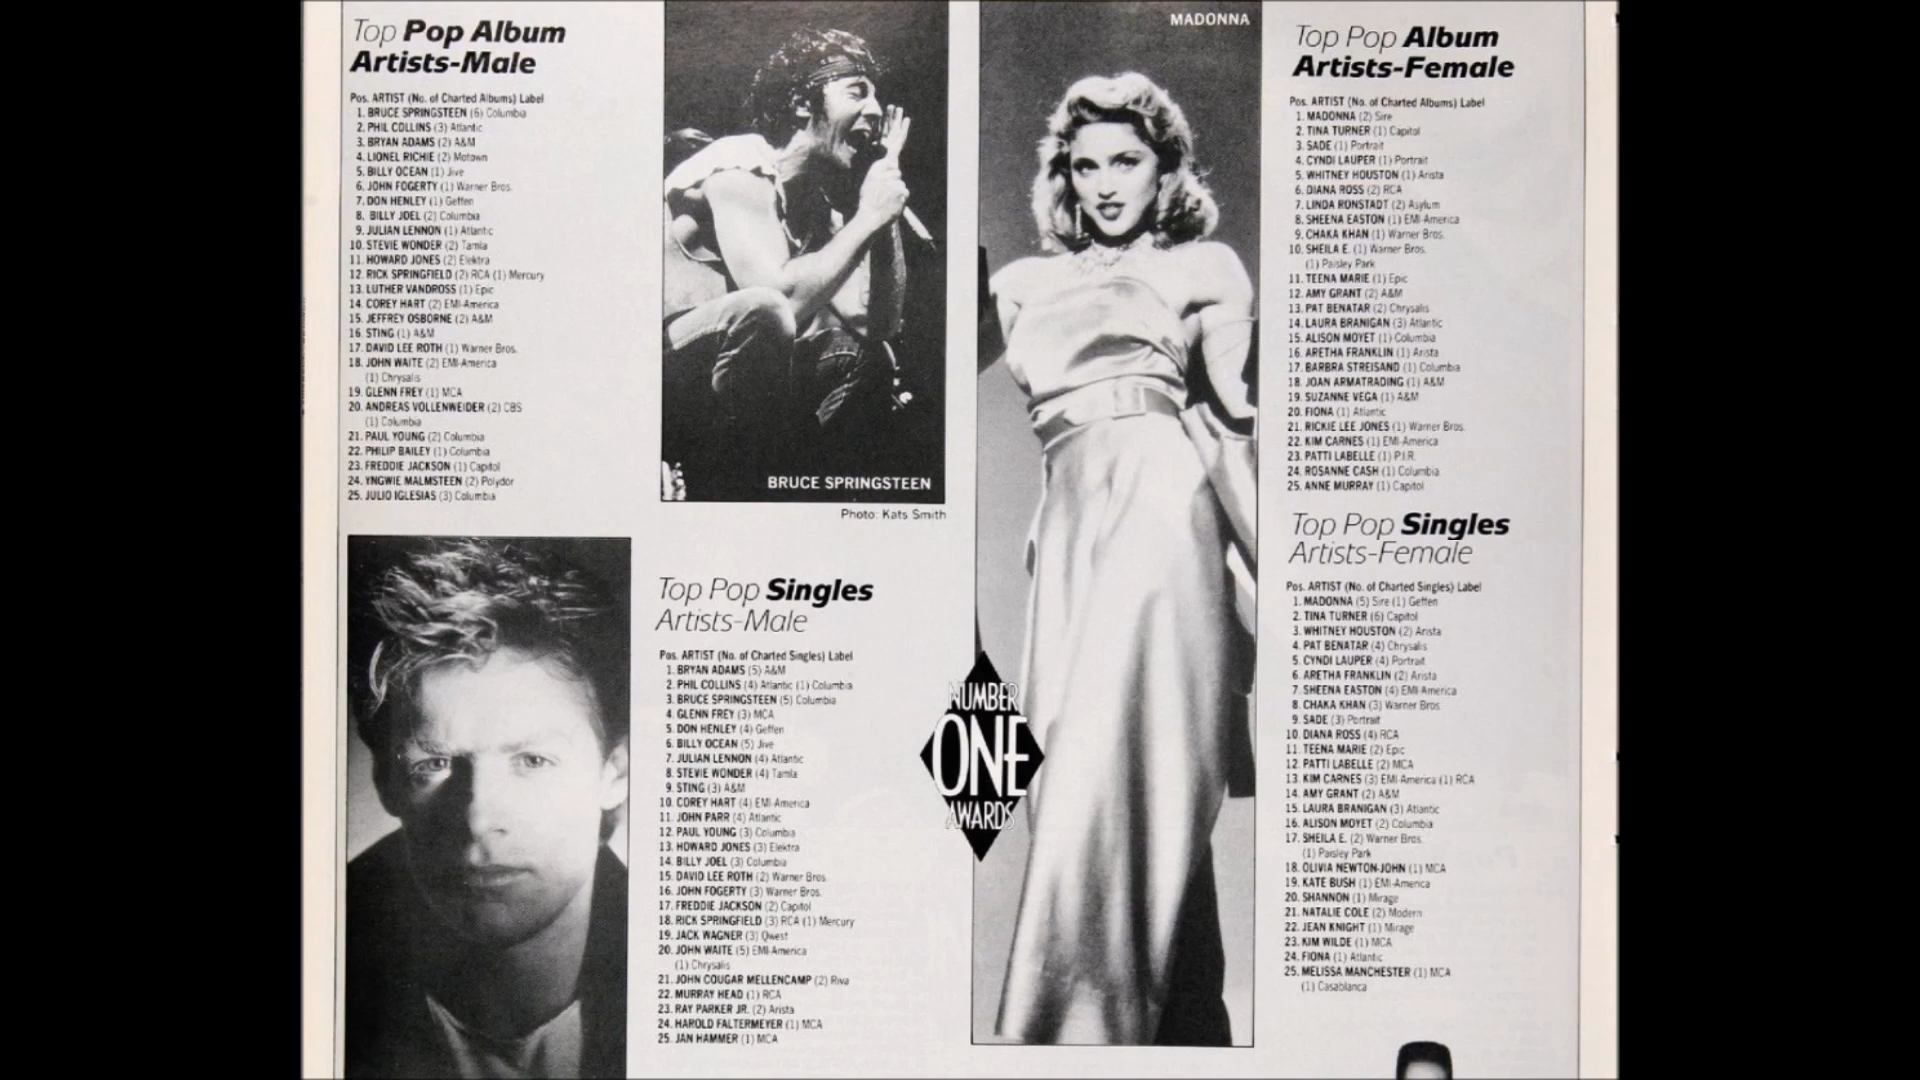 Top Pop Album
Artists-Male
Pos. ARTIST (No. of Charted Albums) Label
1. BRUCE SPRINGSTEEN (6) Columbia
2. PHIL COLLINS (3) Atlantic
3. BRYAN ADAMS (2) A&M
4. LIONEL RICHIE (2) Motown
5. BILLY OCEAN (1) Jive
6. JOHN FOGERTY (1) Warner Bros.
7. DON HENLEY (1) Geffen
8. BILLY JOEL (2) Columbia
9. JULIAN LENNON (1) Atlantic
10. STEVIE WONDER (2) Tamla
11. HOWARD JONES (2) Elektra
12. RICK SPRINGFIELD (2) RCA (1) Mercury
13. LUTHER VANDROSS (1) Epic
14. COREY HART (2) EMI-America
15. JEFFREY OSBORNE (2) A&M
16. STING (1) A&M
17. DAVID LEE ROTH (1) Warner Bros.
18. JOHN WAITE (2) EMI-America
(1) Chrysalis
19. GLENN FREY (1) MCA
20. ANDREAS VOLLENWEIDER (2) CBS
(1) Columbia
21. PAUL YOUNG (2) Columbia
22. PHILIP BAILEY (1) Columbia
23. FREDDIE JACKSON (1) Capitol
24. YNGWIE MALMSTEEN (2) Polydor
25. JULIO IGLESIAS (3) Columbia
BRUCE SPRINGSTEEN
Photo: Kats Smith
Top Pop Singles
Artists-Male
Pos. ARTIST (No. of Charted Singles) Label
1. BRYAN ADAMS (5) A&M
2. PHIL COLLINS (4) Atlantic (1) Columbia
3. BRUCE SPRINGSTEEN (5) Columbia
4. GLENN FREY (3) MCA
5. DON HENLEY (4) Geffen
6. BILLY OCEAN (5) Jive
7. JULIAN LENNON (4) Atlantic
8. STEVIE WONDER (4) Tamla
9. STING (3) A&M
10. COREY HART (4) EMI-America
11. JOHN PARR (4) Atlantic
12. PAUL YOUNG (3) Columbia
13. HOWARD JONES (3) Elektra
14. BILLY JOEL (3) Columbia
15. DAVID LEE ROTH (2) Warner Bros.
16. JOHN FOGERTY (3) Warner Bros.
17. FREDDIE JACKSON (2) Capitol
18. RICK SPRINGFIELD (3) RCA (1) Mercury
19. JACK WAGNER (3) Qwest
20. JOHN WAITE (5) EMI-America
(1) Chrysalis
21. JOHN COUGAR MELLENCAMP (2) Riva
22. MURRAY HEAD (1) RCA
23. RAY PARKER JR. (2) Arista
24. HAROLD FALTERMEYER (1) MCA
25. JAN HAMMER (1) MCA
MADONNA
NUMBER
ONE
AWARDS
Top Pop Album
Artists-Female
Pos. ARTIST (No. of Charted Albums) Label
1. MADONNA (2) Sire
2. TINA TURNER (1) Capitol
3. SADE (1) Portrait
4. CYNDI LAUPER (1) Portrait
5. WHITNEY HOUSTON (1) Arista
6. DIANA ROSS (2) RCA
7. LINDA RONSTADT (2) Asylum
8. SHEENA EASTON (1) EMI-America
9. CHAKA KHAN (1) Warner Bros.
10. SHEILA E. (1) Warner Bros.
(1) Paisley Park
11. TEENA MARIE (1) Epic
12. AMY GRANT (2) A&M
13. PAT BENATAR (2) Chrysalis
14. LAURA BRANIGAN (3) Atlantic
15. ALISON MOYET (1) Columbia
16. ARETHA FRANKLIN (1) Arista
17. BARBRA STREISAND (1) Columbia
18. JOAN ARMATRADING (1) A&M
19. SUZANNE VEGA (1) A&M
20. FIONA (1) Atlantic
21. RICKIE LEE JONES (1) Warner Bros.
22. KIM CARNES (1) EMI-America
23. PATTI LABELLE (1) P.I.R.
24. ROSANNE CASH (1) Columbia
25. ANNE MURRAY (1) Capitol
Top Pop Singles
Artists-Female
Pos. ARTIST (No. of Charted Singles) Label
1. MADONNA (5) Sire (1) Geffen
2. TINA TURNER (6) Capitol
3. WHITNEY HOUSTON (2) Arista
4. PAT BENATAR (4) Chrysalis
5. CYNDI LAUPER (4) Portrait
6. ARETHA FRANKLIN (2) Arista
7. SHEENA EASTON (4) EMI-America
8. CHAKA KHAN (3) Warner Bros.
9. SADE (3) Portrait
10. DIANA ROSS (4) RCA
11. TEENA MARIE (2) Epic
12. PATTI LABELLE (2) MCA
13. KIM CARNES (3) EMI-America (1) RCA
14. AMY GRANT (2) A&M
15. LAURA BRANIGAN (3) Atlantic
16. ALISON MOYET (2) Columbia
17. SHEILA E. (2) Warner Bros.
(1) Paisley Park
18. OLIVIA NEWTON-JOHN (1) MCA
19. KATE BUSH (1) EMI-America
20. SHANNON (1) Mirage
21. NATALIE COLE (2) Modern
22. JEAN KNIGHT (1) Mirage
23. KIM WILDE (1) MCA
24. FIONA (1) Atlantic
25. MELISSA MANCHESTER (1) MCA
(1) Casablanca